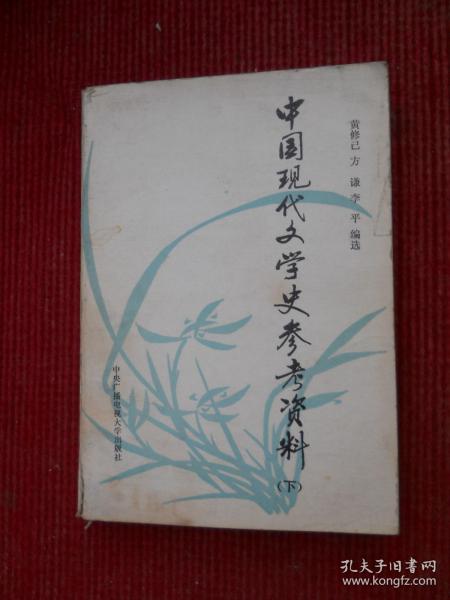 黄修己 方谦 李平 编选
中国现代文学史参考资料
(下)
中央广播电视大学出版社
孔夫子旧书网
www.kongfz.com